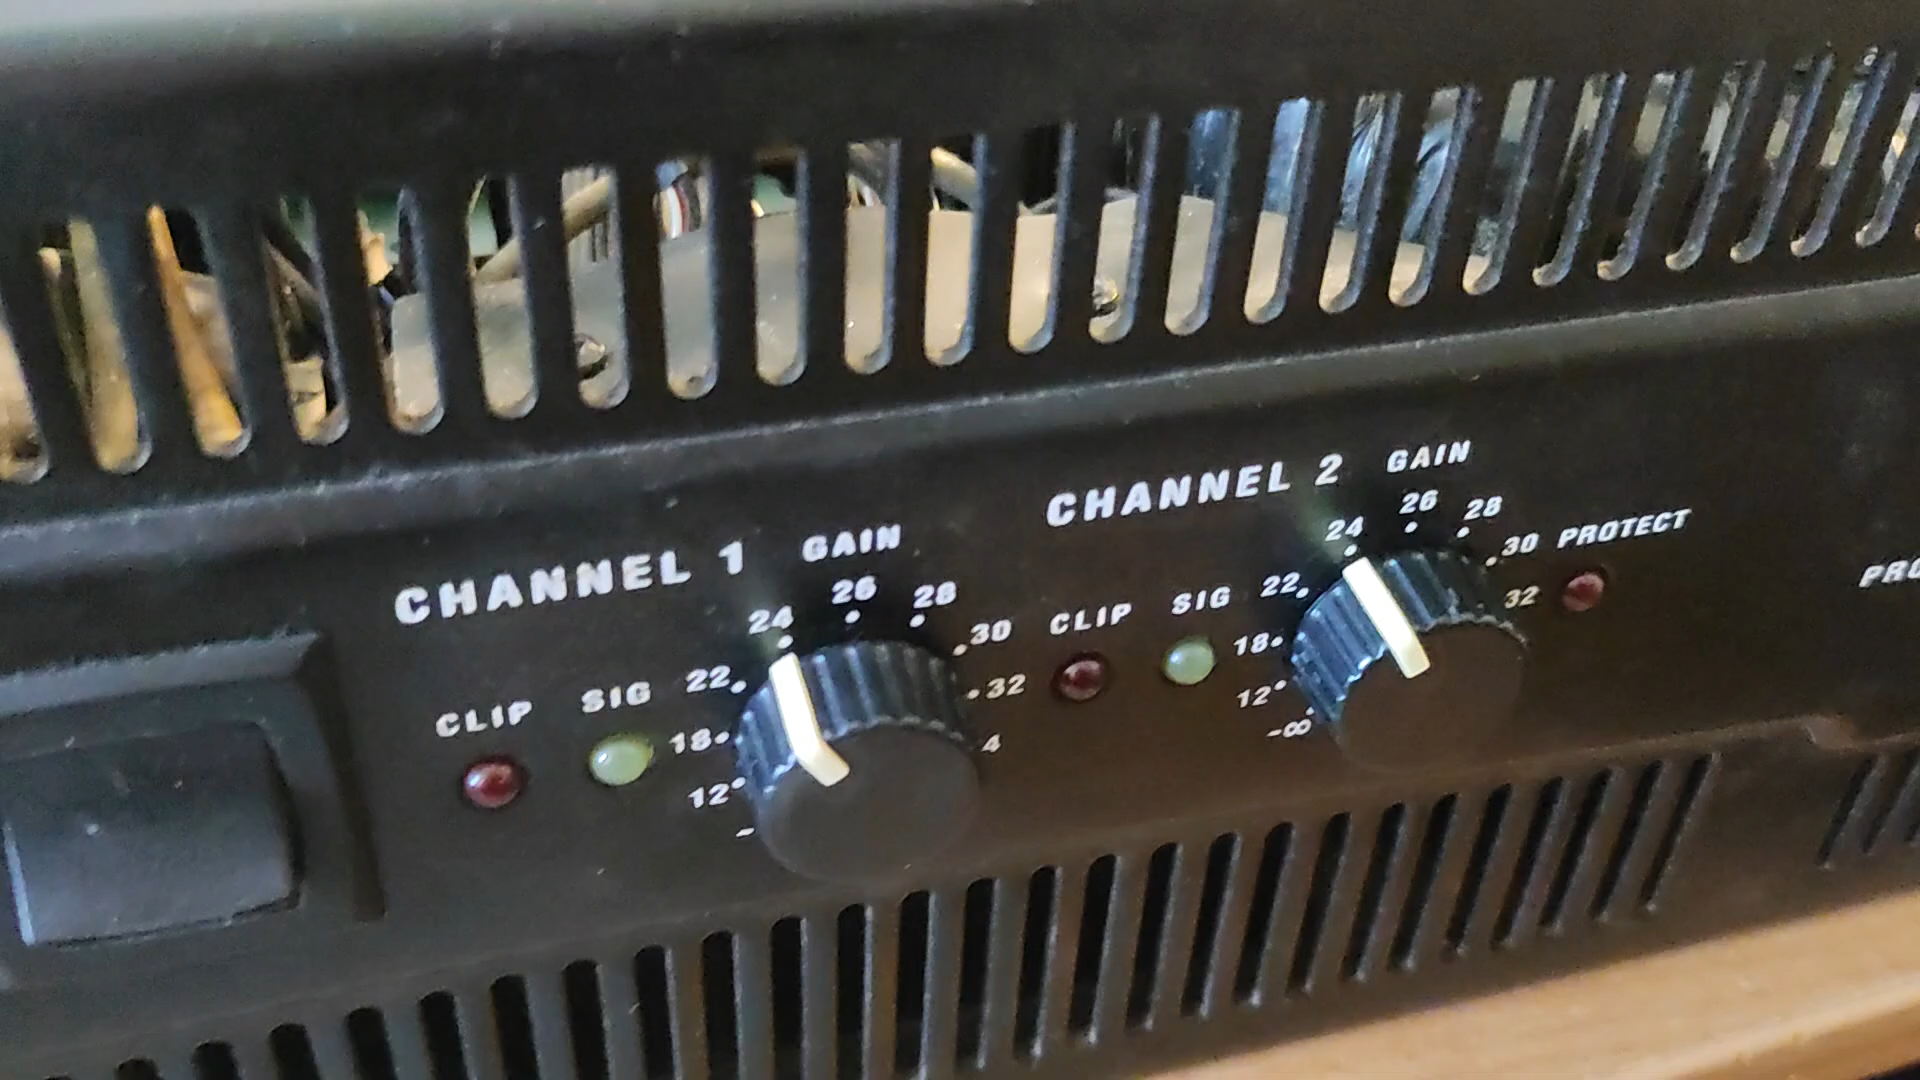 CHANNEL 1 GAIN
24 26 28
22 30
18 32
12 4
-
CLIP SIG
CHANNEL 2 GAIN
24 26 28
22 30
18 32
12
-∞
CLIP SIG
PROTECT